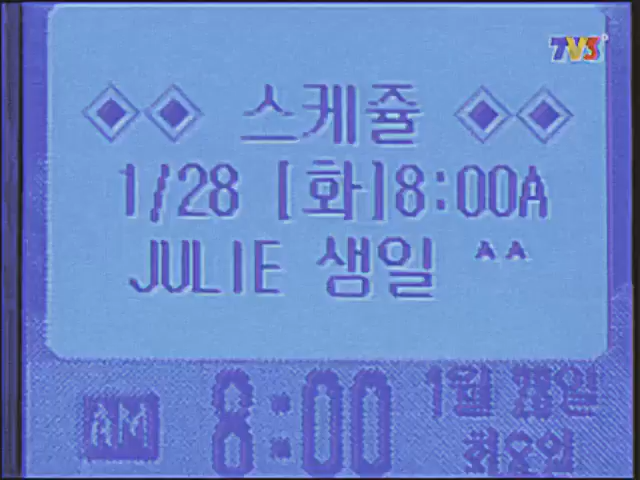 TV3
◈◈ 스케쥴 ◈◈
1/28 [화]8:00A
JULIE 샘일 ^^
AM 8:00 1월 28일
화요일